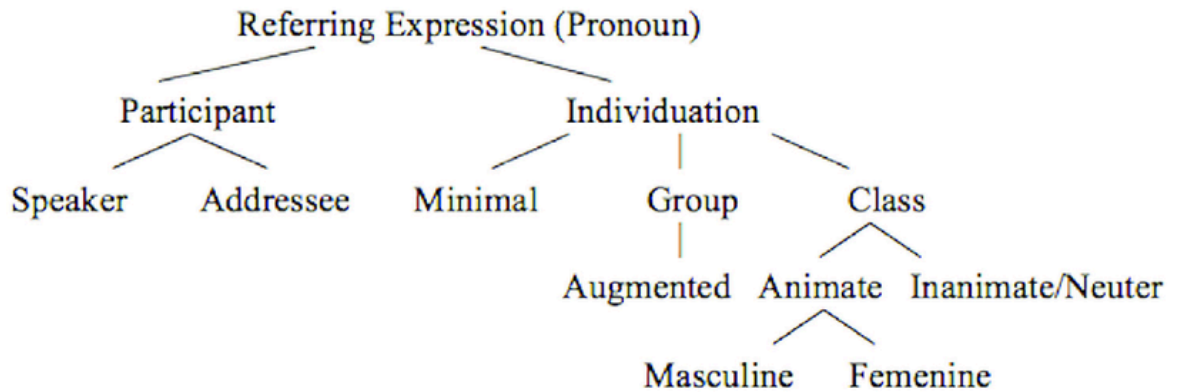 Referring Expression (Pronoun)
Participant Individuation
Speaker Addressee Minimal Group Class
Augmented Animate Inanimate/Neuter
Masculine Femenine